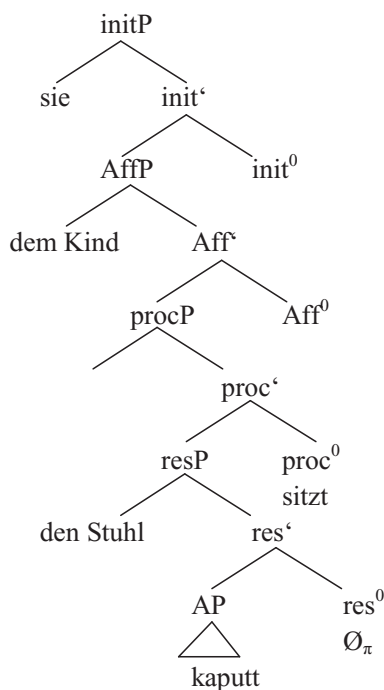 initP
sie init‘
AffP init⁰
dem Kind Aff‘
procP Aff⁰
proc‘
resP proc⁰
sitzt
den Stuhl res‘
AP res⁰
Øπ
kaputt